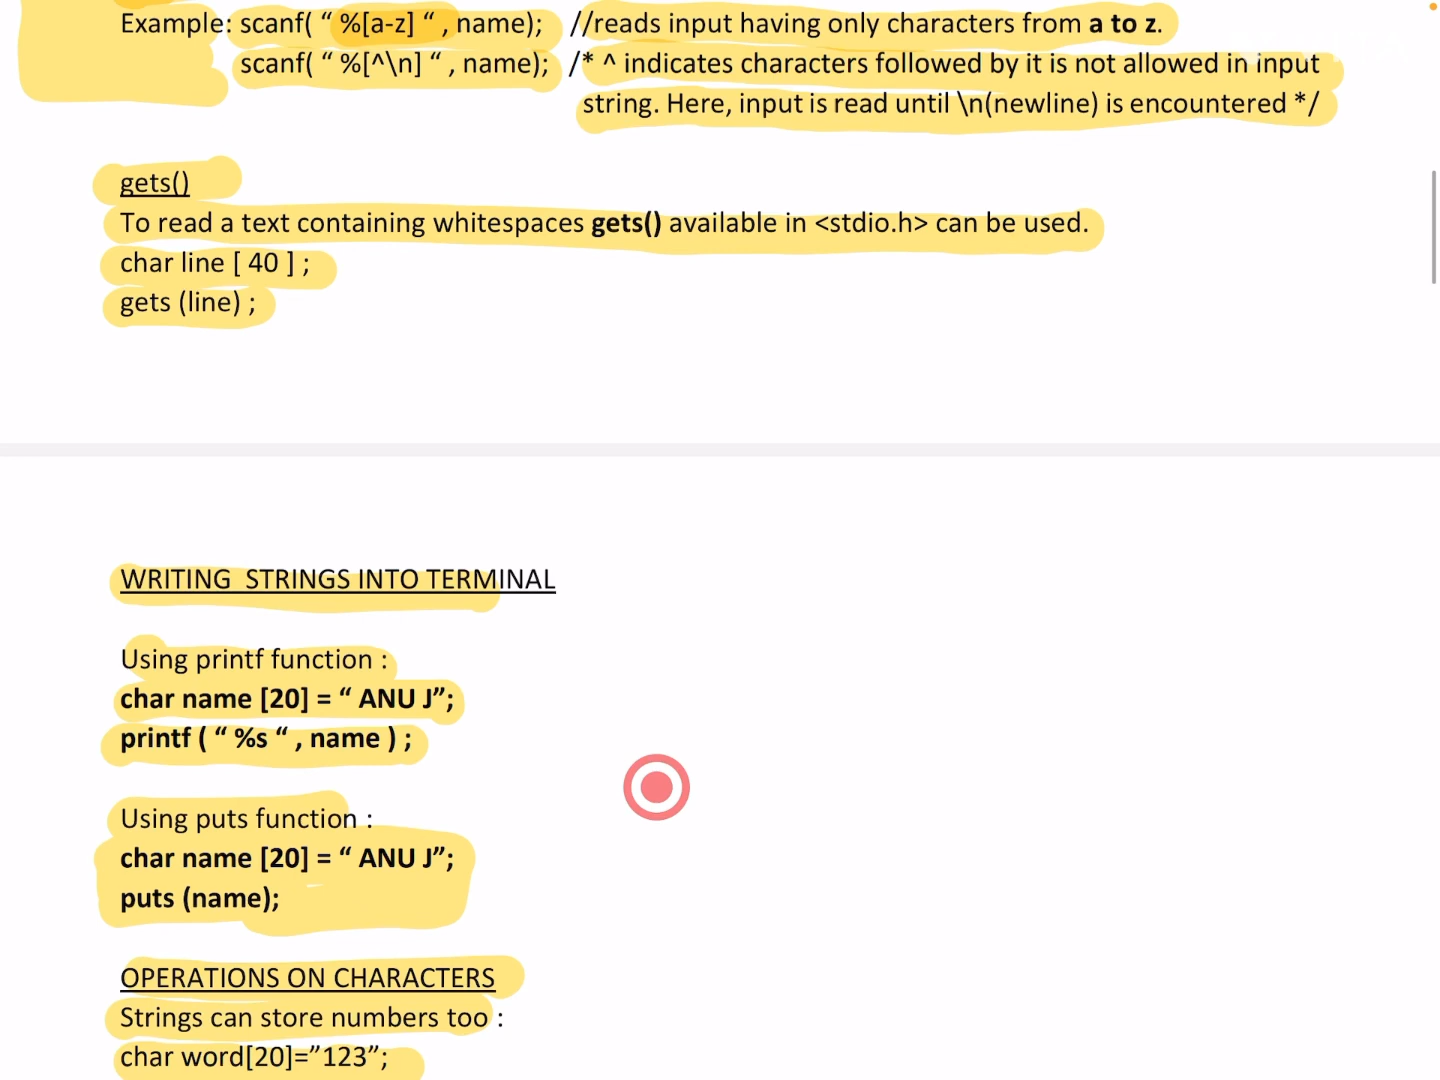 Example: scanf( “ %[a-z] “ , name); //reads input having only characters from a to z.
scanf( “ %[^\n] “ , name); /* ^ indicates characters followed by it is not allowed in input
string. Here, input is read until \n(newline) is encountered */
gets()
To read a text containing whitespaces gets() available in <stdio.h> can be used.
char line [ 40 ] ;
gets (line) ;
WRITING STRINGS INTO TERMINAL
Using printf function :
char name [20] = “ ANU J”;
printf ( “ %s “ , name ) ;
Using puts function :
char name [20] = “ ANU J”;
puts (name);
OPERATIONS ON CHARACTERS
Strings can store numbers too :
char word[20]=”123”;